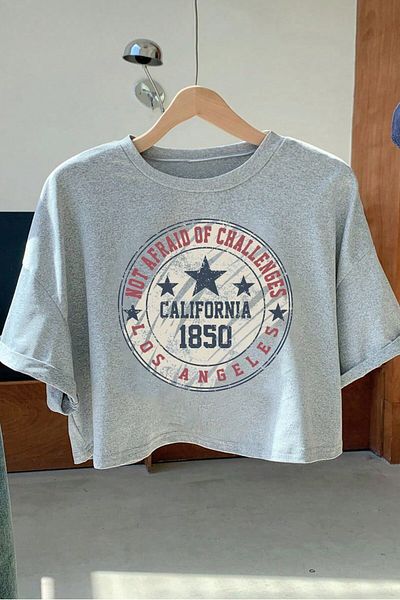 NOT AFRAID OF CHALLENGES
CALIFORNIA
1850
LOS ANGELES